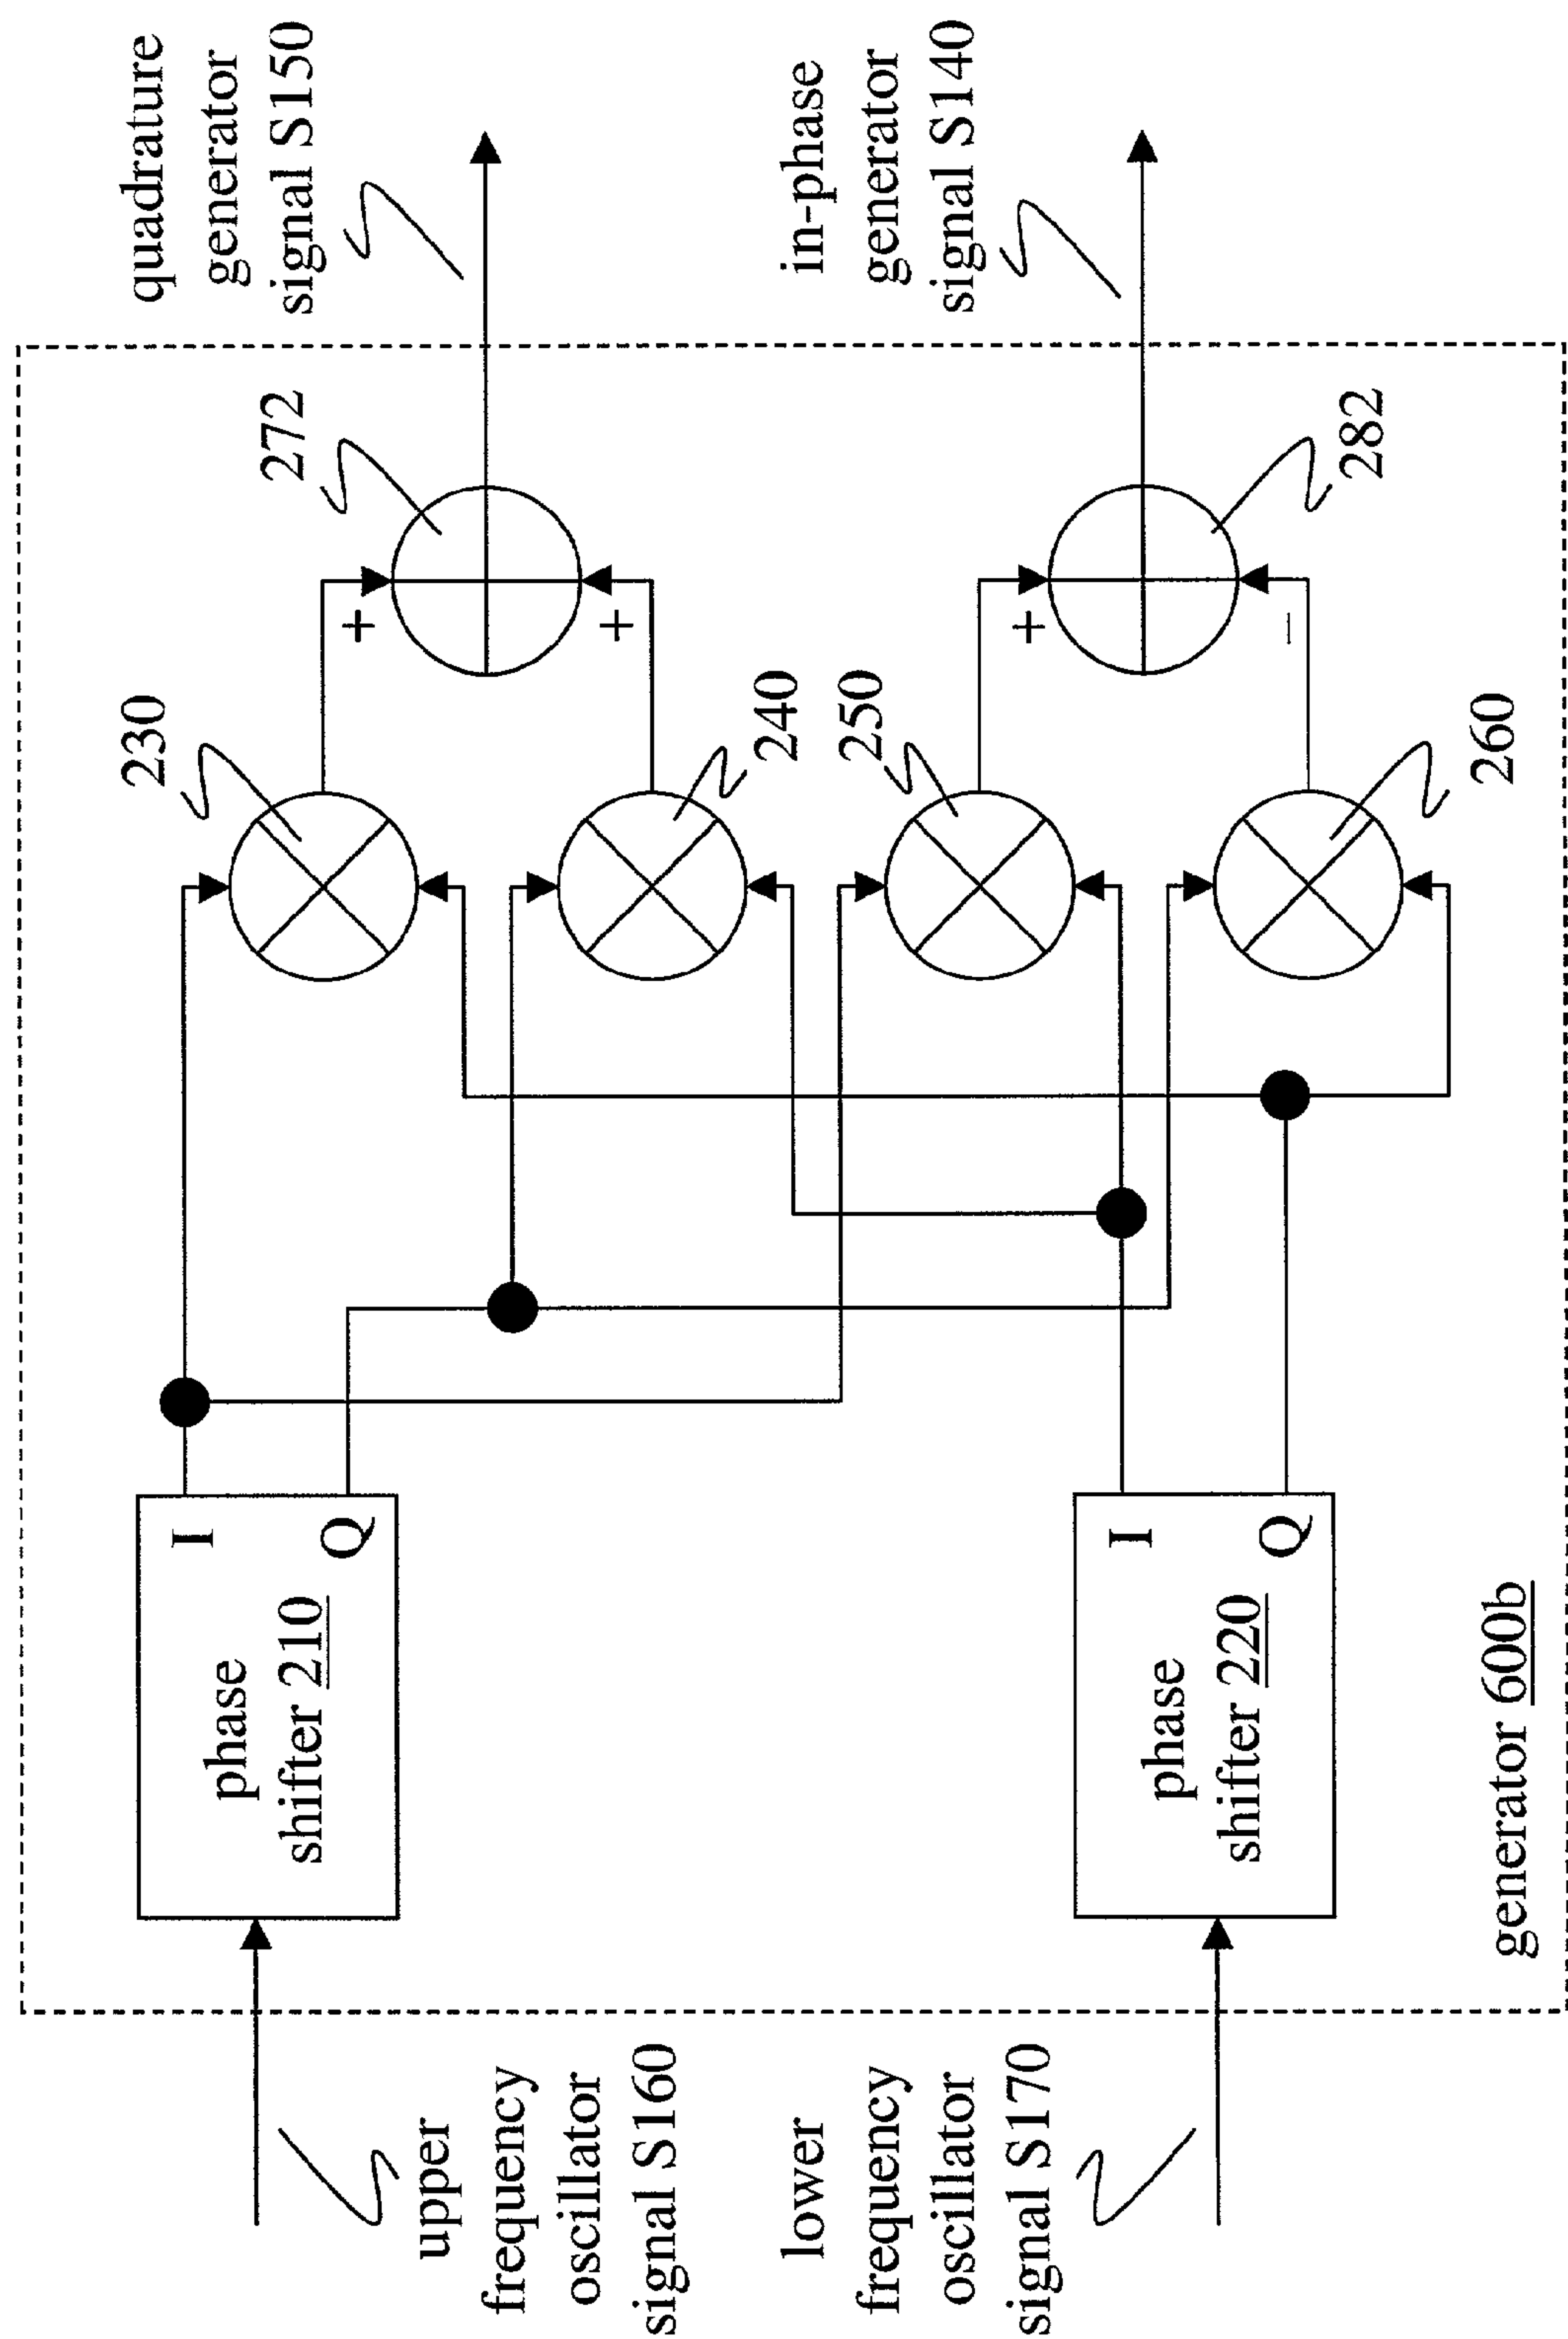 upper
frequency
oscillator
signal S160
lower
frequency
oscillator
signal S170
phase
shifter 210
I
Q
phase
shifter 220
I
Q
230
240
250
260
+
+
+
–
272
282
quadrature
generator
signal S150
in-phase
generator
signal S140
generator 600b